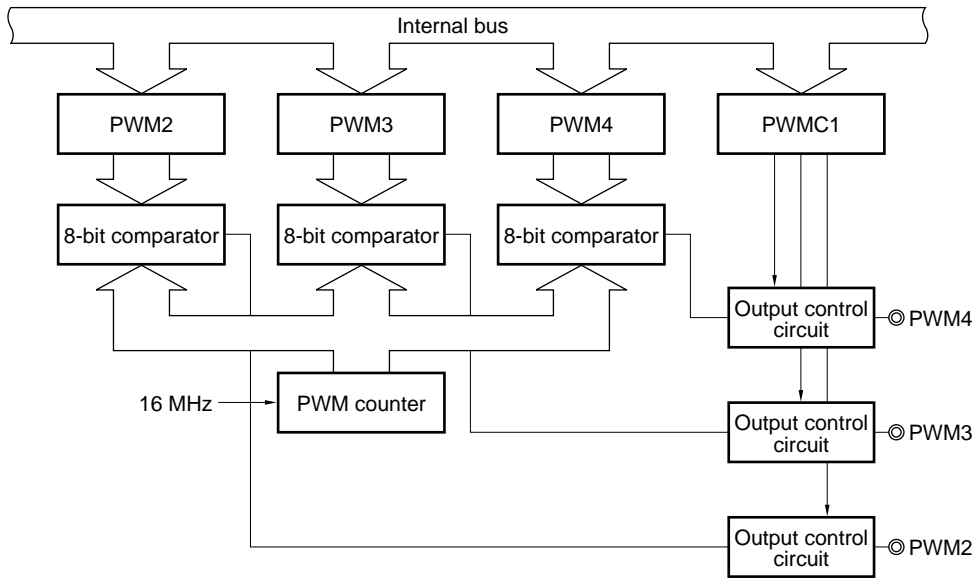 Internal bus
PWM2
PWM3
PWM4
PWMC1
8-bit comparator
8-bit comparator
8-bit comparator
Output control
circuit
PWM4
16 MHz
PWM counter
Output control
circuit
PWM3
Output control
circuit
PWM2